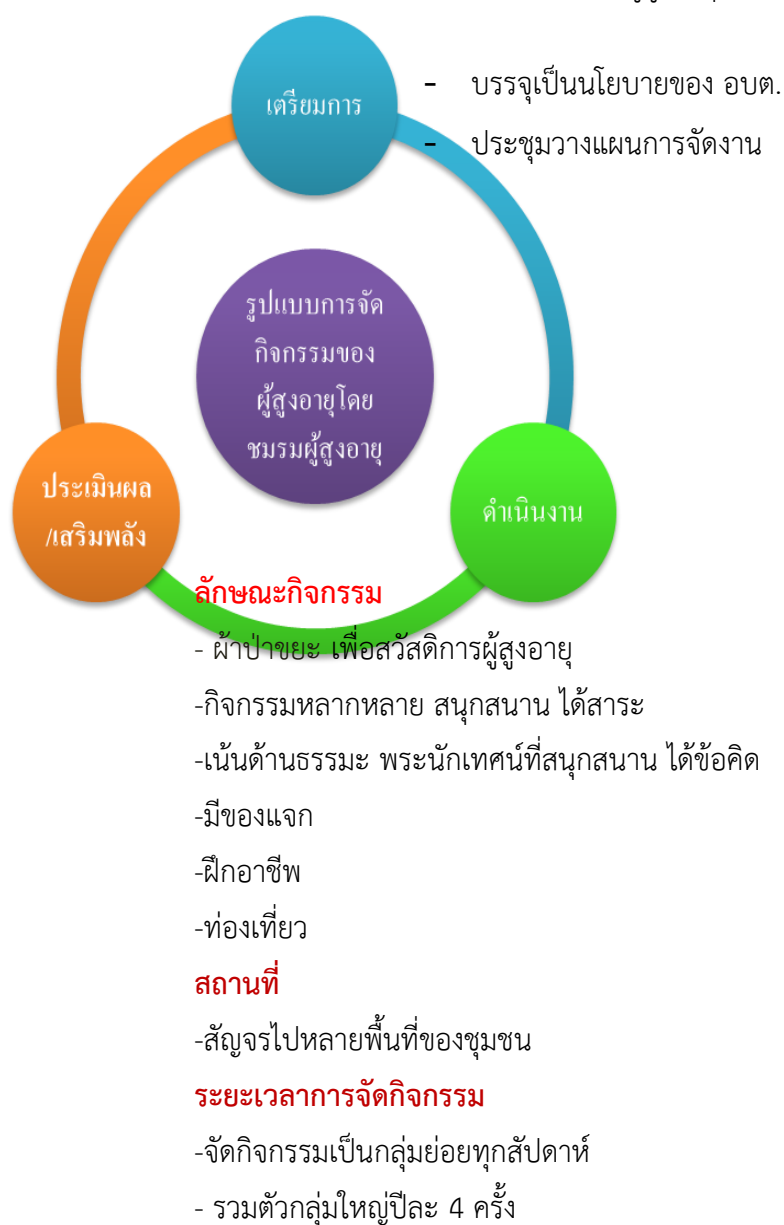 - บรรจุเป็นนโยบายของ อบต.
- ประชุมวางแผนการจัดงาน
เตรียมการ
รูปแบบการจัด
กิจกรรมของ
ผู้สูงอายุโดย
ชมรมผู้สูงอายุ
ประเมินผล
/เสริมพลัง
ดำเนินงาน
ลักษณะกิจกรรม
- ผ้าป่าขยะ เพื่อสวัสดิการผู้สูงอายุ
-กิจกรรมหลากหลาย สนุกสนาน ได้สาระ
-เน้นด้านธรรมะ พระนักเทศน์ที่สนุกสนาน ได้ข้อคิด
-มีของแจก
-ฝึกอาชีพ
-ท่องเที่ยว
สถานที่
-สัญจรไปหลายพื้นที่ของชุมชน
ระยะเวลาการจัดกิจกรรม
-จัดกิจกรรมเป็นกลุ่มย่อยทุกสัปดาห์
- รวมตัวกลุ่มใหญ่ปีละ 4 ครั้ง